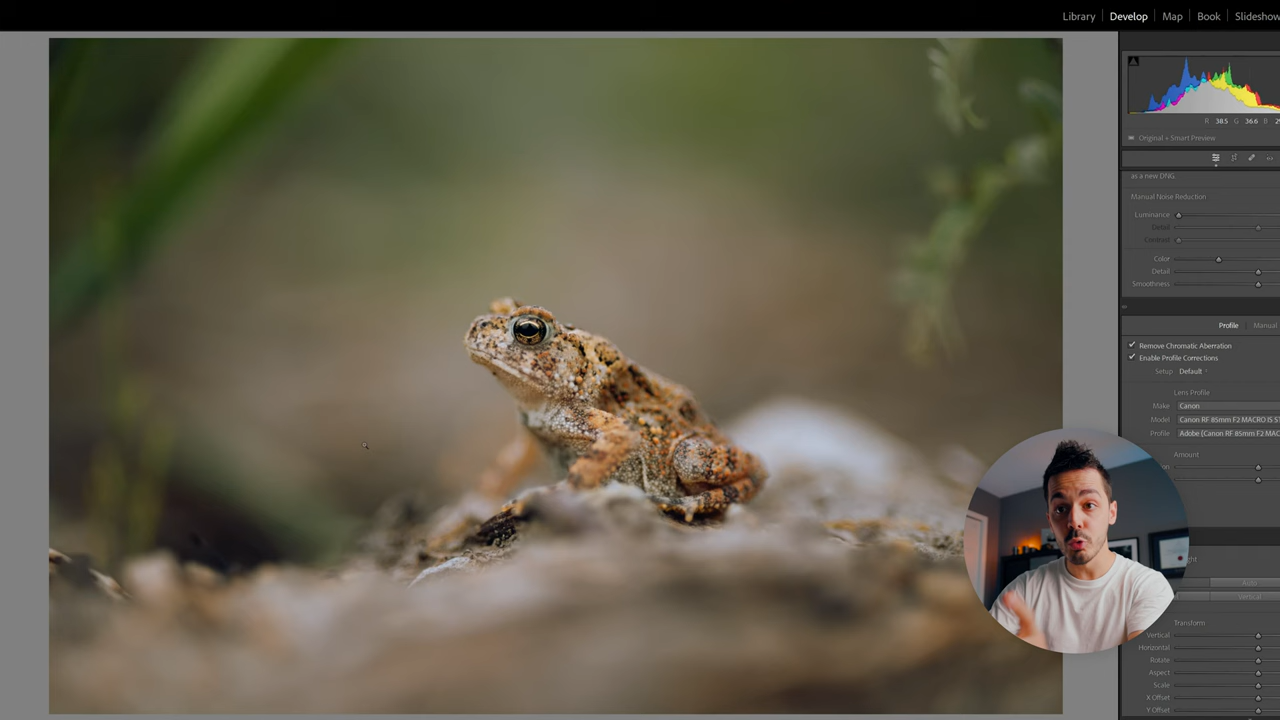 Library Develop Map Book Slideshow
R 38.5 G 36.6 B
Original + Smart Preview
as a new DNG.
Manual Noise Reduction
Luminance
Detail
Contrast
Color
Detail
Smoothness
Profile Manual
Remove Chromatic Aberration
Enable Profile Corrections
Setup Default
Lens Profile
Make Canon
Model Canon RF 85mm F2 MACRO IS
Profile Adobe (Canon RF 85mm F2 MAC
Amount
Auto
Vertical
Transform
Vertical
Horizontal
Rotate
Aspect
Scale
X Offset
Y Offset